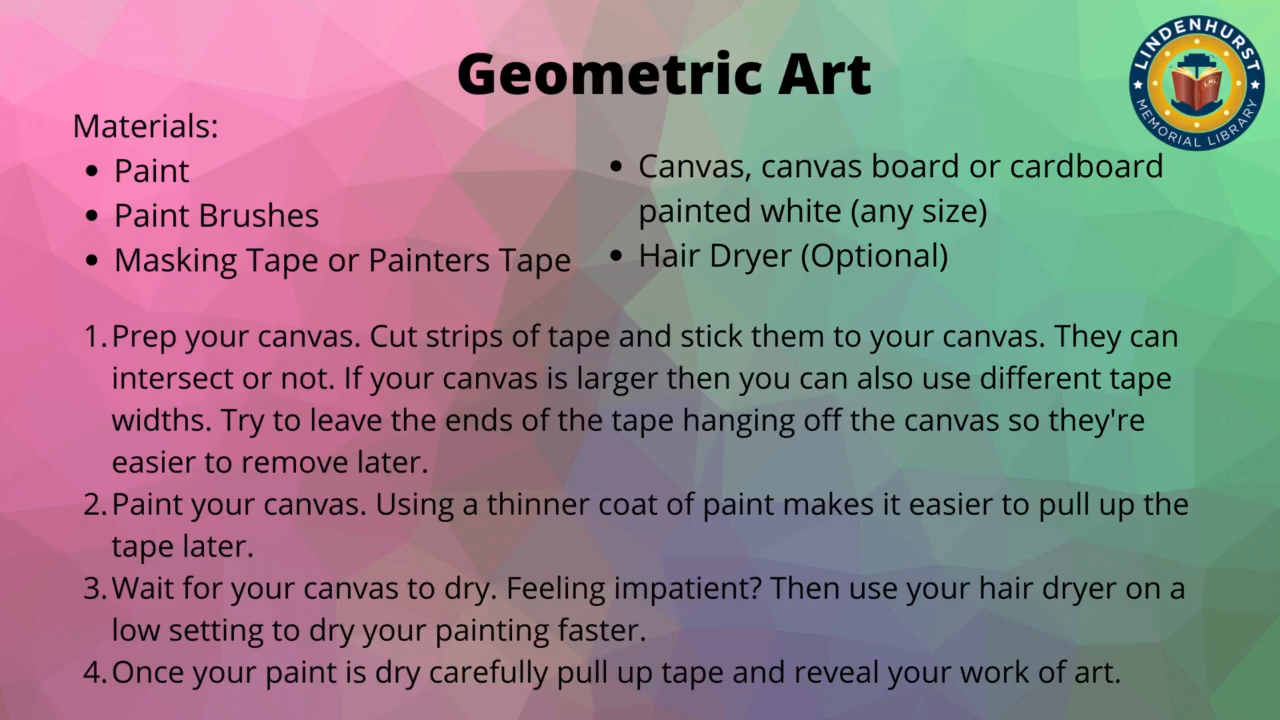 Geometric Art
LINDENHURST
MEMORIAL LIBRARY
LML
Materials:
• Paint
• Paint Brushes
• Masking Tape or Painters Tape
• Canvas, canvas board or cardboard
painted white (any size)
• Hair Dryer (Optional)
1. Prep your canvas. Cut strips of tape and stick them to your canvas. They can
intersect or not. If your canvas is larger then you can also use different tape
widths. Try to leave the ends of the tape hanging off the canvas so they're
easier to remove later.
2. Paint your canvas. Using a thinner coat of paint makes it easier to pull up the
tape later.
3. Wait for your canvas to dry. Feeling impatient? Then use your hair dryer on a
low setting to dry your painting faster.
4. Once your paint is dry carefully pull up tape and reveal your work of art.